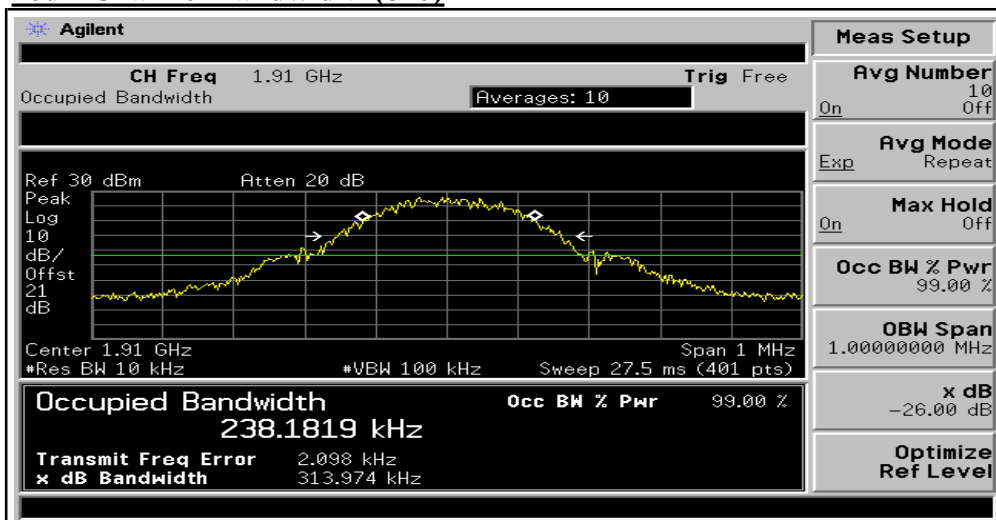 Agilent
CH Freq 1.91 GHz Trig Free
Occupied Bandwidth Averages: 10
Ref 30 dBm Atten 20 dB
Peak
Log
10
dB/
Offst
21
dB
Center 1.91 GHz Span 1 MHz
#Res BW 10 kHz #VBW 100 kHz Sweep 27.5 ms (401 pts)
Occupied Bandwidth Occ BW % Pwr 99.00 %
238.1819 kHz
Transmit Freq Error 2.098 kHz
x dB Bandwidth 313.974 kHz
Meas Setup
Avg Number
10
On Off
Avg Mode
Exp Repeat
Max Hold
On Off
Occ BW % Pwr
99.00 %
OBW Span
1.00000000 MHz
x dB
-26.00 dB
Optimize
Ref Level